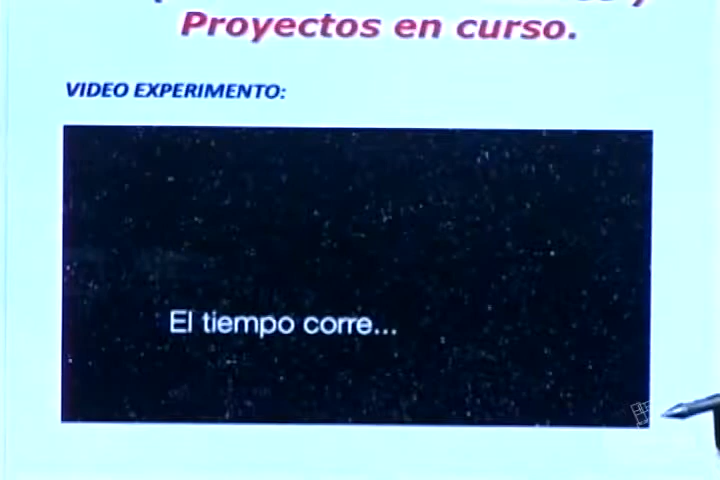 Proyectos en curso.
VIDEO EXPERIMENTO:
El tiempo corre...